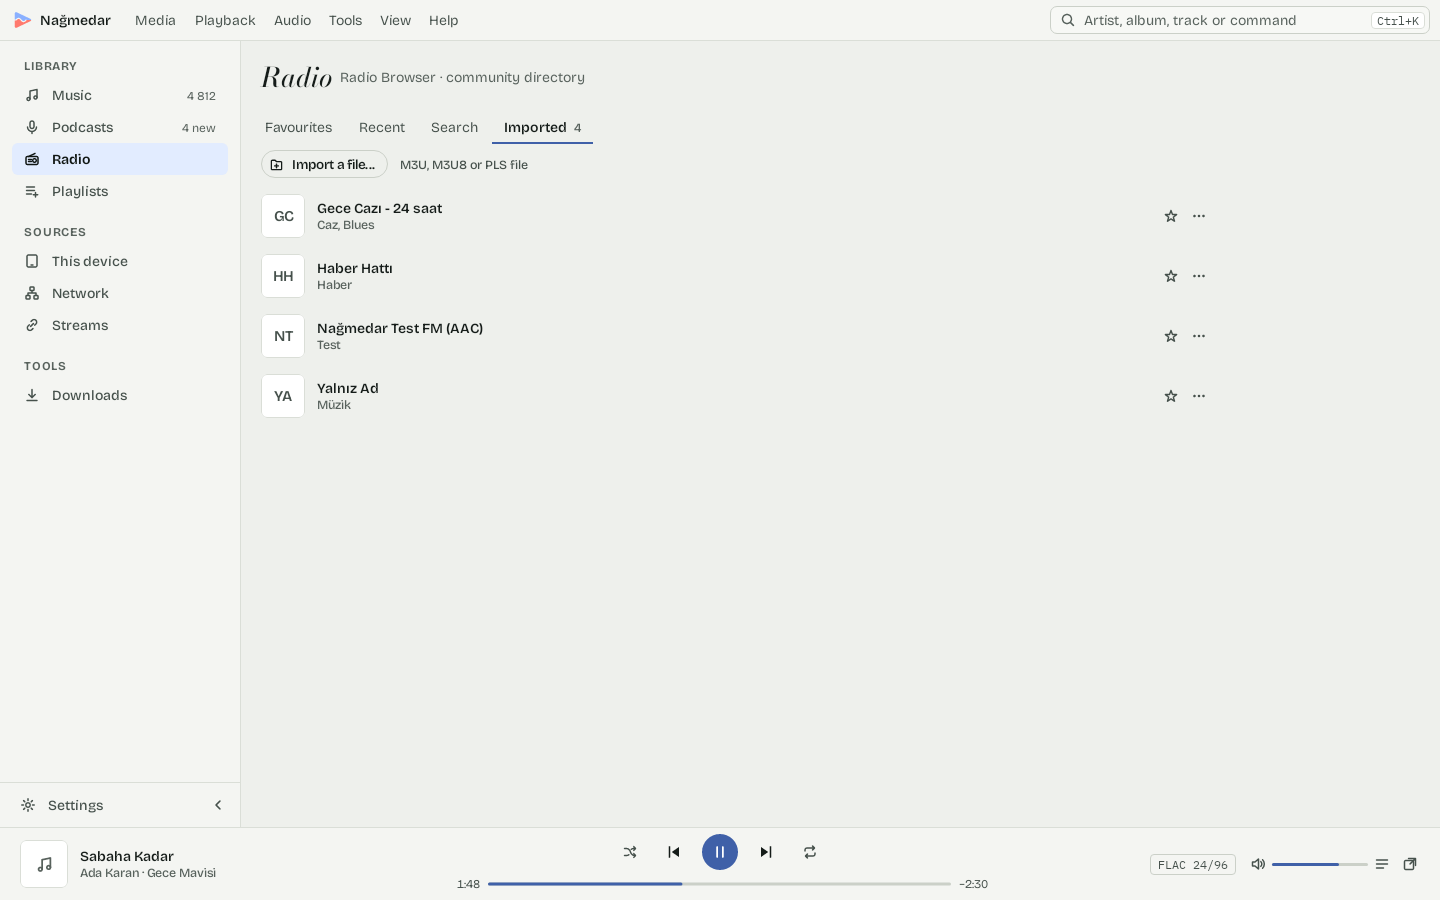 Nağmedar Media Playback Audio Tools View Help Artist, album, track or command Ctrl+K
LIBRARY
Music 4 812
Podcasts 4 new
Radio
Playlists
SOURCES
This device
Network
Streams
TOOLS
Downloads
Settings
Radio Radio Browser · community directory
Favourites Recent Search Imported 4
Import a file... M3U, M3U8 or PLS file
GC Gece Cazı - 24 saat
Caz, Blues
HH Haber Hattı
Haber
NT Nağmedar Test FM (AAC)
Test
YA Yalnız Ad
Müzik
Sabaha Kadar
Ada Karan · Gece Mavisi
1:48 −2:30
FLAC 24/96